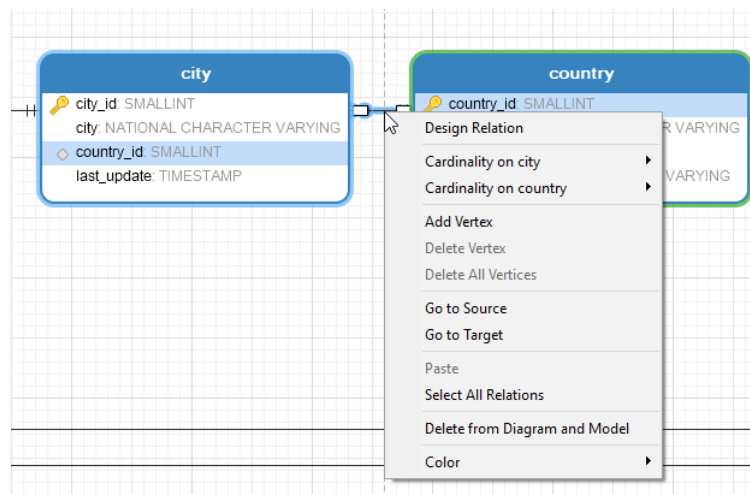 city
city_id: SMALLINT
city: NATIONAL CHARACTER VARYING
country_id: SMALLINT
last_update: TIMESTAMP
country
country_id: SMALLINT
R VARYING
VARYING
Design Relation
Cardinality on city
Cardinality on country
Add Vertex
Delete Vertex
Delete All Vertices
Go to Source
Go to Target
Paste
Select All Relations
Delete from Diagram and Model
Color